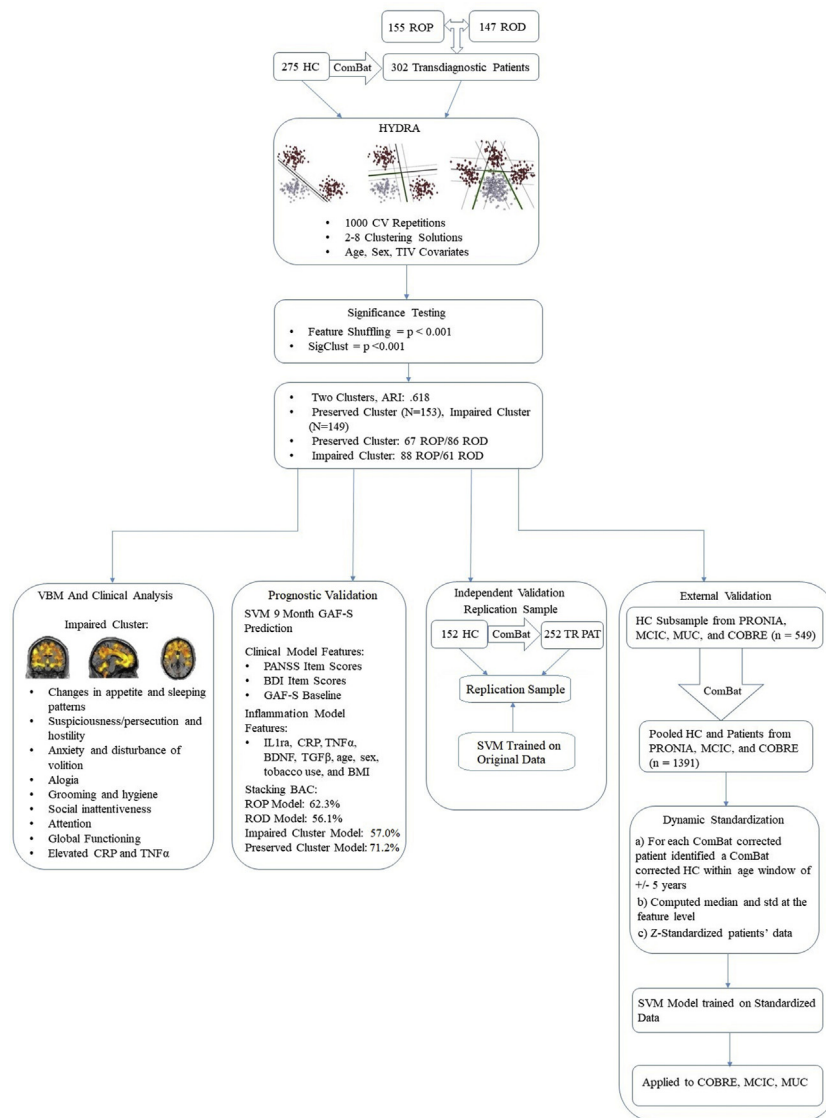 155 ROP
147 ROD
275 HC
ComBat
302 Transdiagnostic Patients
HYDRA
• 1000 CV Repetitions
• 2-8 Clustering Solutions
• Age, Sex, TIV Covariates
Significance Testing
• Feature Shuffling = p < 0.001
• SigClust = p <0.001
• Two Clusters, ARI: .618
• Preserved Cluster (N=153), Impaired Cluster
(N=149)
• Preserved Cluster: 67 ROP/86 ROD
• Impaired Cluster: 88 ROP/61 ROD
VBM And Clinical Analysis
Impaired Cluster:
• Changes in appetite and sleeping
patterns
• Suspiciousness/persecution and
hostility
• Anxiety and disturbance of
volition
• Alogia
• Grooming and hygiene
• Social inattentiveness
• Attention
• Global Functioning
• Elevated CRP and TNFα
Prognostic Validation
SVM 9 Month GAF-S
Prediction
Clinical Model Features:
• PANSS Item Scores
• BDI Item Scores
• GAF-S Baseline
Inflammation Model
Features:
• IL1ra, CRP, TNFα,
BDNF, TGFβ, age, sex,
tobacco use, and BMI
Stacking BAC:
ROP Model: 62.3%
ROD Model: 56.1%
Impaired Cluster Model: 57.0%
Preserved Cluster Model: 71.2%
Independent Validation
Replication Sample
152 HC
ComBat
252 TR PAT
Replication Sample
SVM Trained on
Original Data
External Validation
HC Subsample from PRONIA,
MCIC, MUC, and COBRE (n = 549)
ComBat
Pooled HC and Patients from
PRONIA, MCIC, and COBRE
(n = 1391)
Dynamic Standardization
a) For each ComBat corrected
patient identified a ComBat
corrected HC within age window of
+/- 5 years
b) Computed median and std at the
feature level
c) Z-Standardized patients' data
SVM Model trained on Standardized
Data
Applied to COBRE, MCIC, MUC